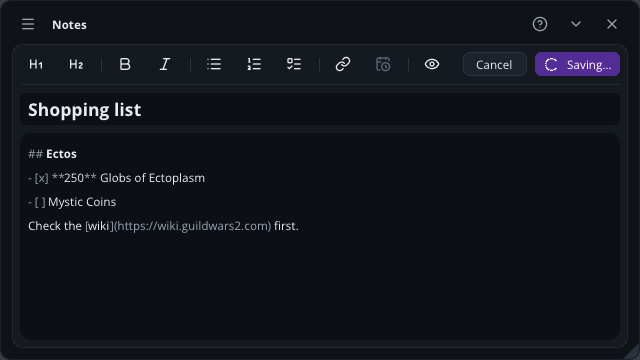 Notes
H1 H2 B I Cancel Saving...
Shopping list
## Ectos
- [x] **250** Globs of Ectoplasm
- [ ] Mystic Coins
Check the [wiki](https://wiki.guildwars2.com) first.